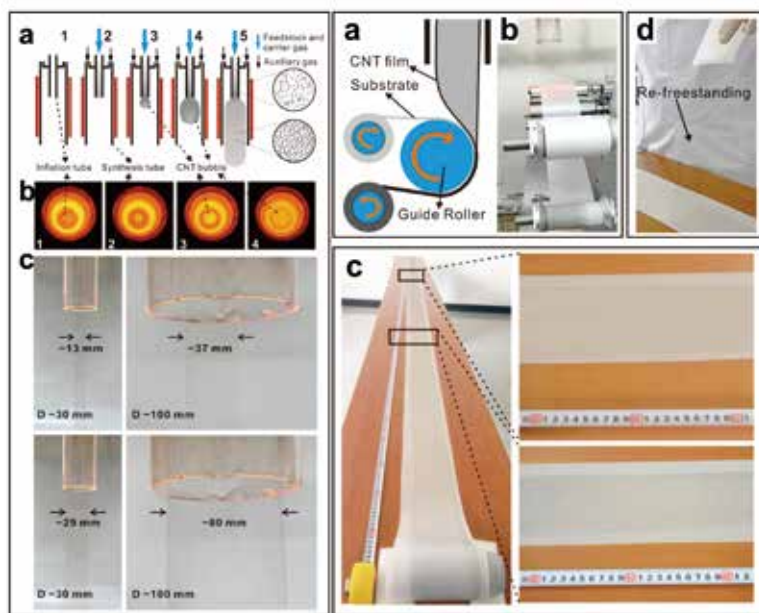 a
1
2
3
4
5
Feedstock and
carrier gas
Auxiliary gas
Inflation tube
Synthesis tube
CNT bubble
b
1
2
3
4
c
~13 mm
D ~30 mm
~37 mm
D ~100 mm
~25 mm
D ~30 mm
~80 mm
D ~100 mm
a
CNT film
Substrate
Guide Roller
b
d
Re-freestanding
c